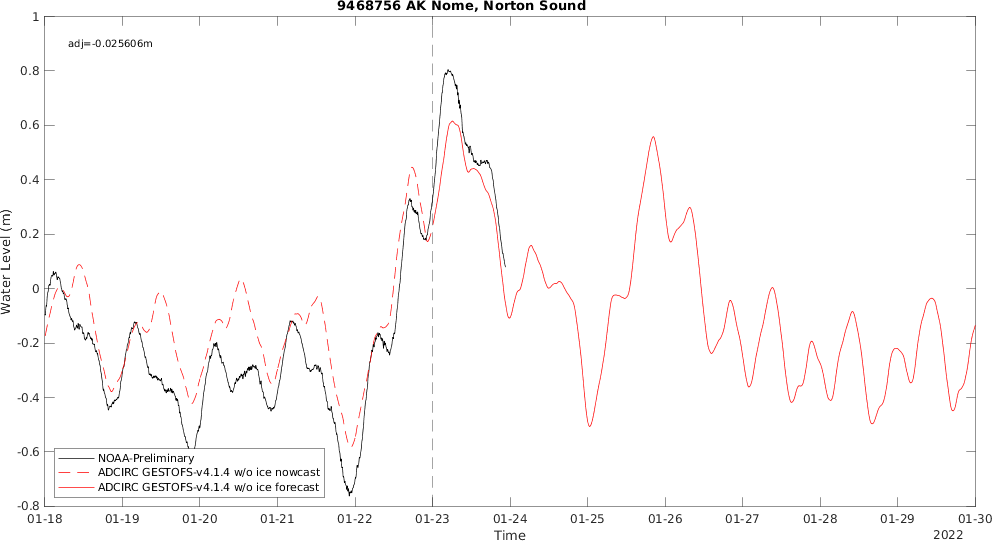 9468756 AK Nome, Norton Sound
adj=-0.025606m
1
0.8
0.6
0.4
0.2
0
-0.2
-0.4
-0.6
-0.8
Water Level (m)
NOAA-Preliminary
ADCIRC GESTOFS-v4.1.4 w/o ice nowcast
ADCIRC GESTOFS-v4.1.4 w/o ice forecast
01-18 01-19 01-20 01-21 01-22 01-23 01-24 01-25 01-26 01-27 01-28 01-29 01-30
Time
2022